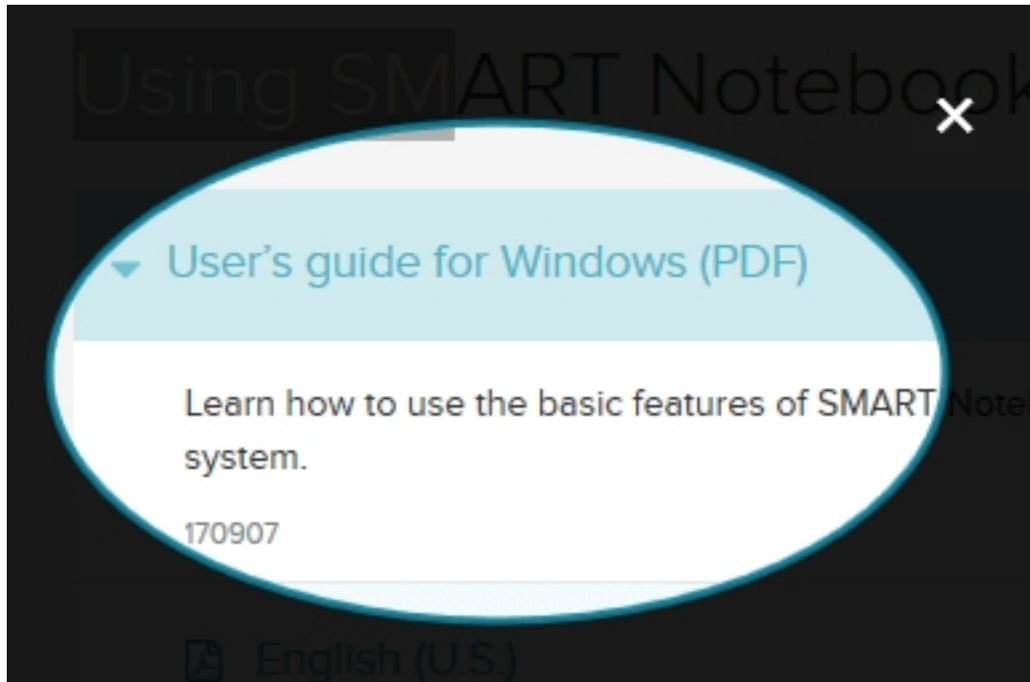 Using SMART Notebook
User's guide for Windows (PDF)
Learn how to use the basic features of SMART Note
system.
170907
English (U.S.)